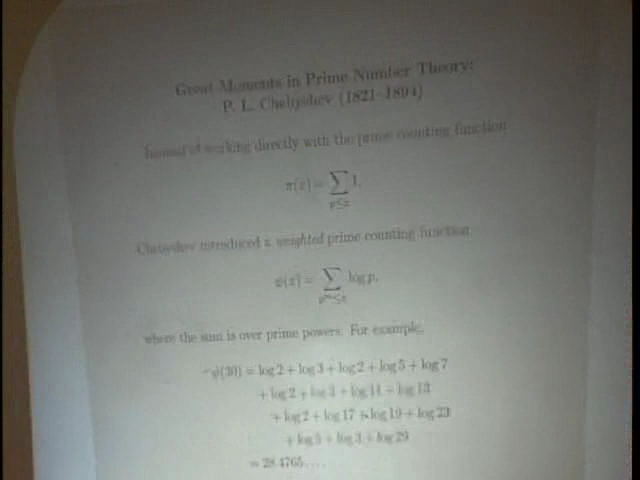 Great Moments in Prime Number Theory:
P. L. Chebyshev (1821–1894)
Instead of working directly with the prime counting function
π(x) = ∑ 1,
p≤x
Chebyshev introduced a weighted prime counting function
ψ(x) = ∑ log p,
pᵐ≤x
where the sum is over prime powers. For example,
ψ(30) = log 2 + log 3 + log 2 + log 5 + log 7
+ log 2 + log 3 + log 11 + log 13
+ log 2 + log 17 + log 19 + log 23
+ log 5 + log 3 + log 29
= 28.4765....